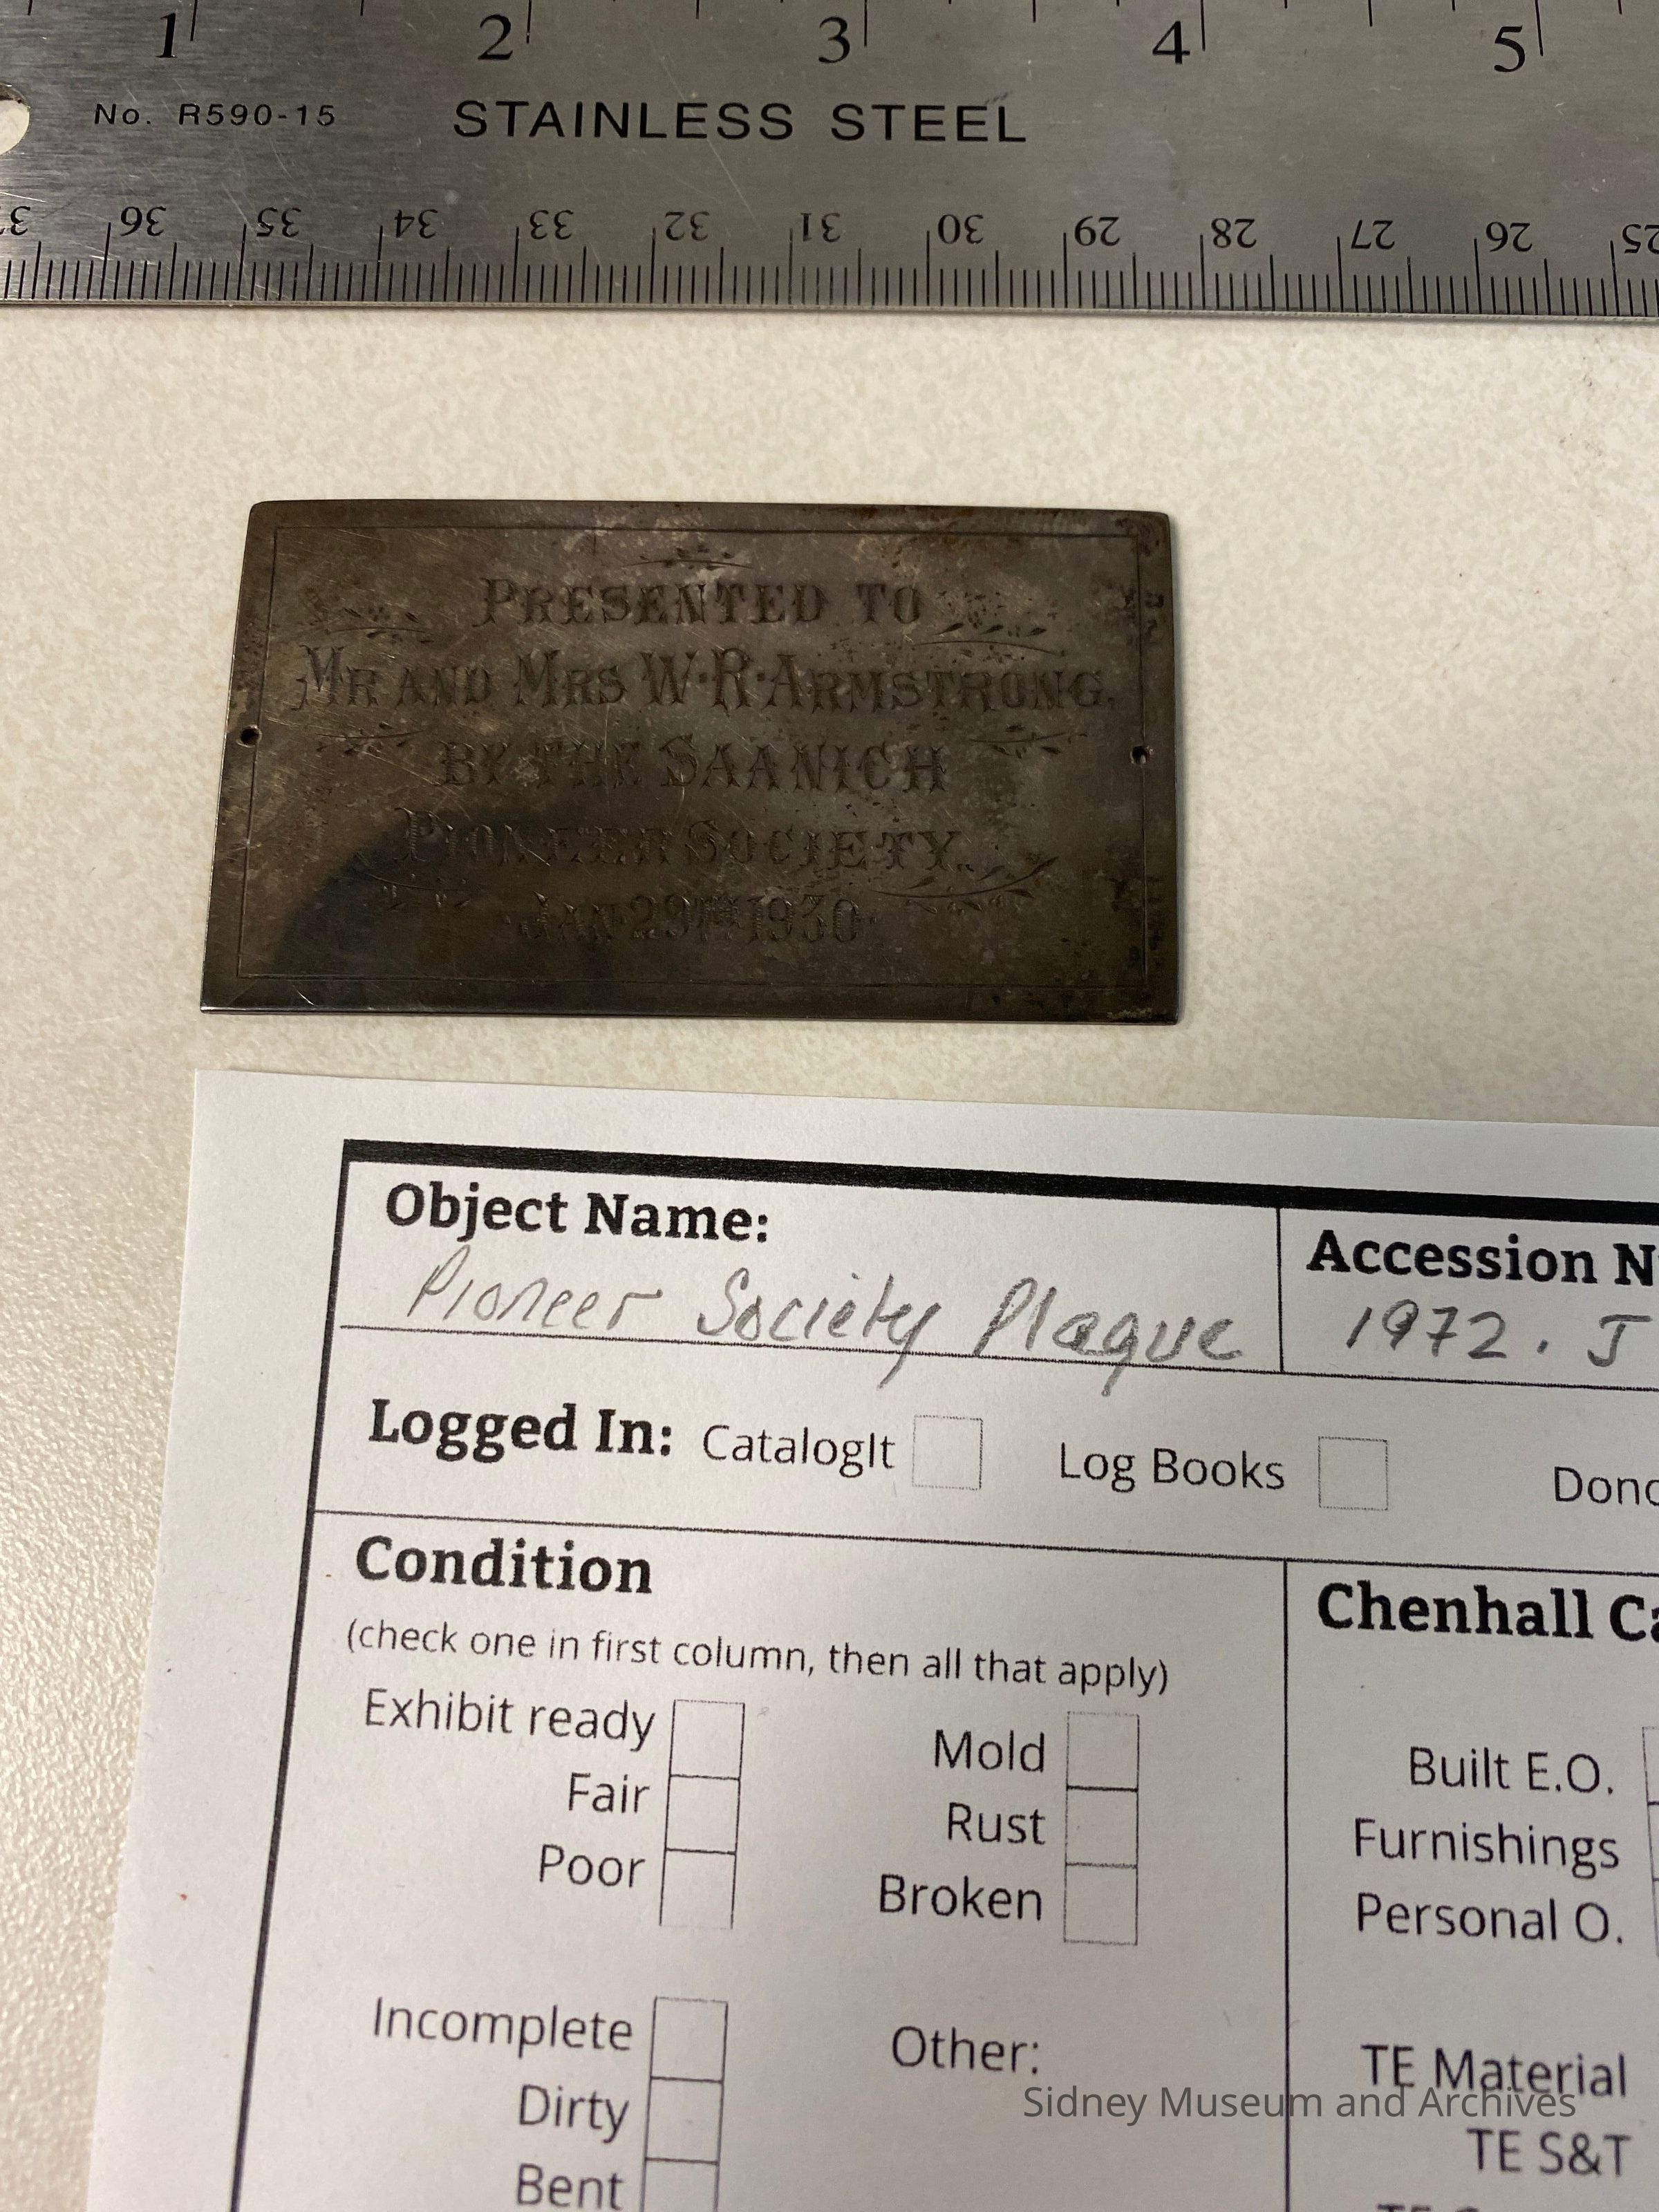 1 2 3 4 5
No. R590-15 STAINLESS STEEL
36 35 34 33 32 31 30 29 28 27 26 25
PRESENTED TO
MR AND MRS W·R·ARMSTRONG.
BY THE SAANICH
PIONEER SOCIETY.
JAN 29TH 1930
Object Name:
Pioneer Society Plaque
Accession N
1972. J
Logged In: CatalogIt Log Books Dono
Condition
(check one in first column, then all that apply)
Exhibit ready
Fair
Poor
Mold
Rust
Broken
Incomplete
Dirty
Bent
Other:
Chenhall Ca
Built E.O.
Furnishings
Personal O.
TE Material
TE S&T
Sidney Museum and Archives